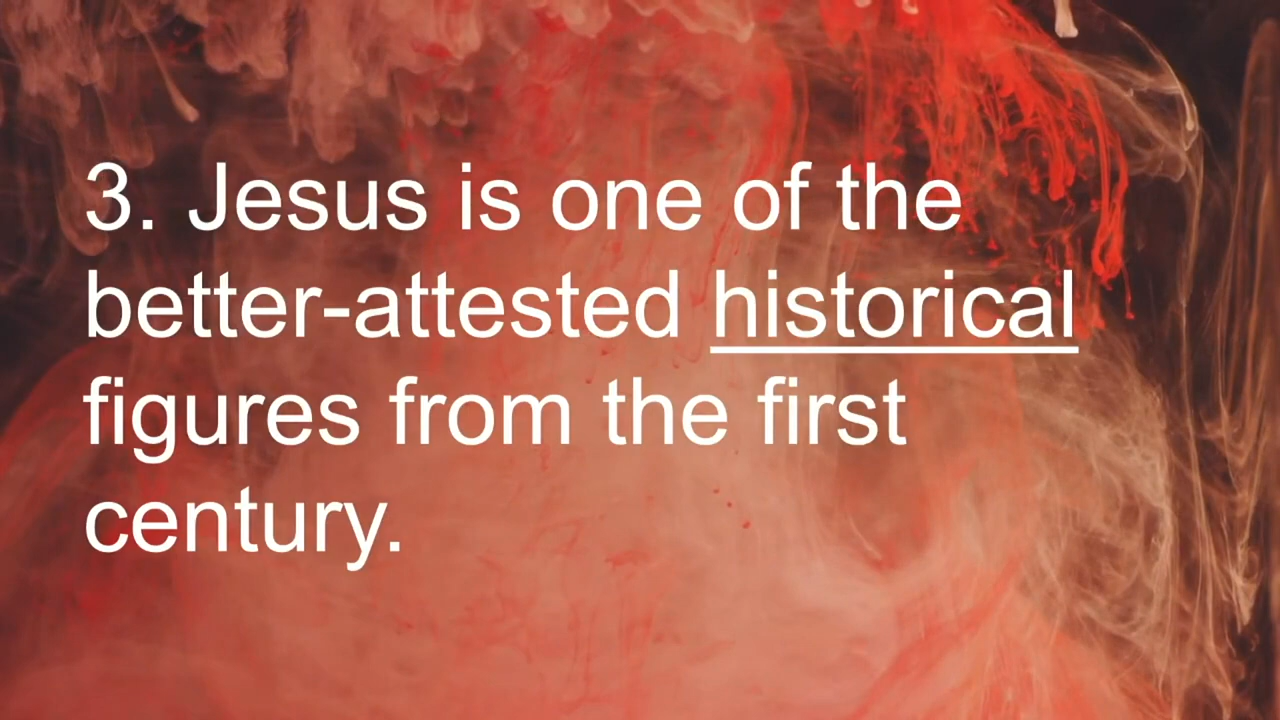 3. Jesus is one of the
better-attested historical
figures from the first
century.